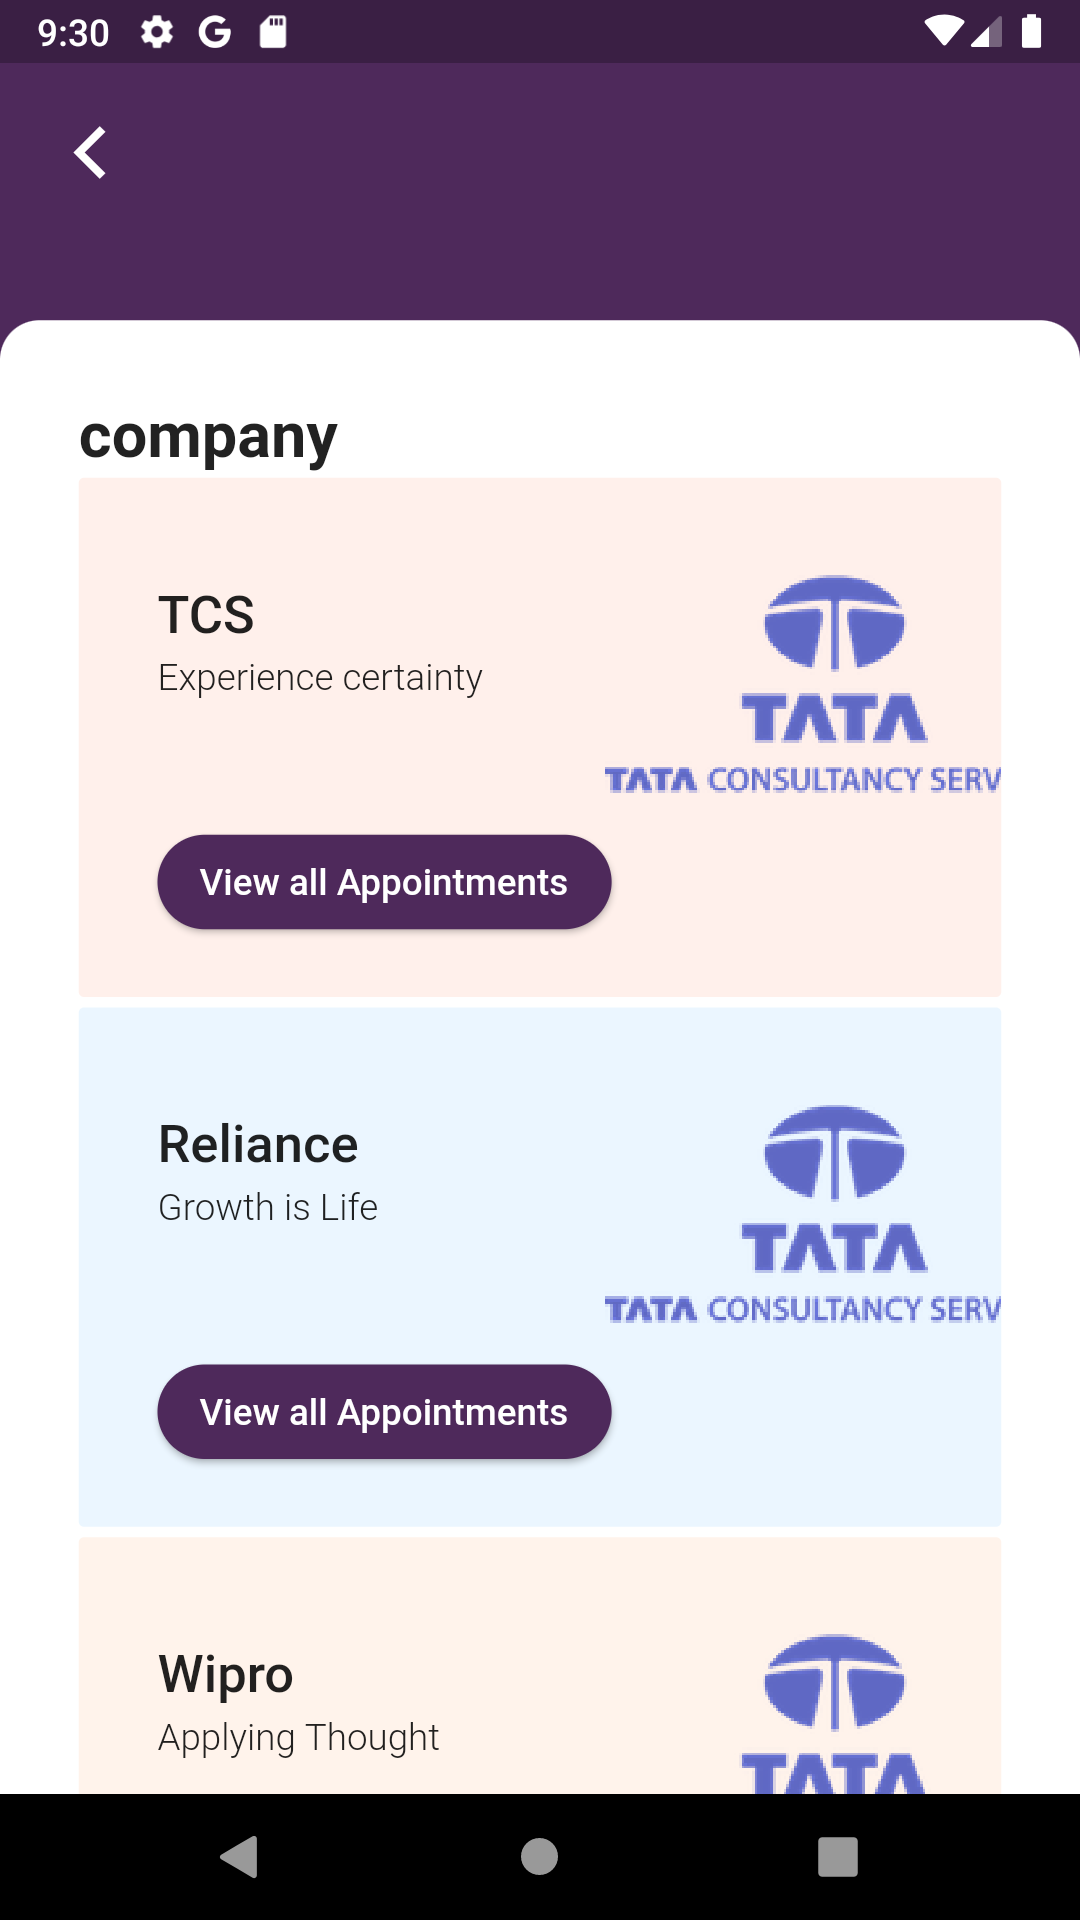 9:30
company
TCS
Experience certainty
TATA
TATA CONSULTANCY SERV
View all Appointments
Reliance
Growth is Life
TATA
TATA CONSULTANCY SERV
View all Appointments
Wipro
Applying Thought
TATA